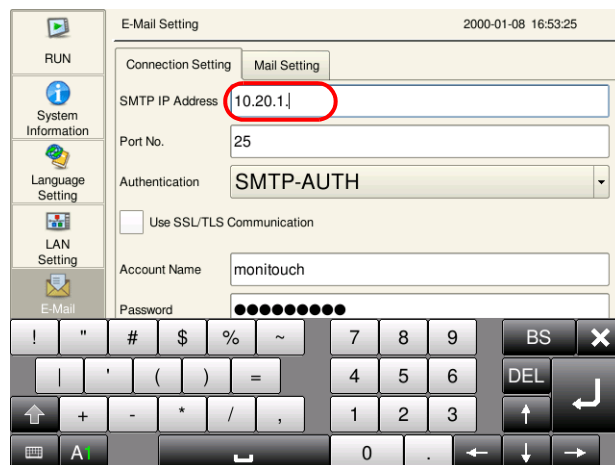 E-Mail Setting 2000-01-08 16:53:25
RUN
System
Information
Language
Setting
LAN
Setting
E-Mail
Connection Setting Mail Setting
SMTP IP Address 10.20.1.
Port No. 25
Authentication SMTP-AUTH
Use SSL/TLS Communication
Account Name monitouch
Password ●●●●●●●●●
! " # $ % ~ 7 8 9 BS ×
| ' ( ) = 4 5 6 DEL
+ - * / , 1 2 3
A1 0 .